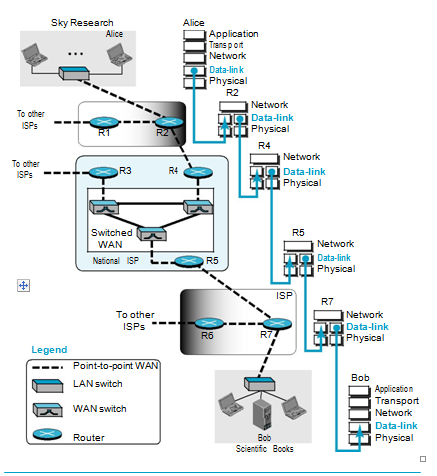 Sky Research
Alice
To other
ISPs
R1
R2
To other
ISPs
R3
R4
Switched
WAN
National ISP
R5
ISP
To other
ISPs
R6
R7
Bob
Scientific Books
Legend
Point-to-point WAN
LAN switch
WAN switch
Router
Alice
Application
Transport
Network
Data-link
Physical
R2
Network
Data-link
Physical
R4
Network
Data-link
Physical
R5
Network
Data-link
Physical
R7
Network
Data-link
Physical
Bob
Application
Transport
Network
Data-link
Physical